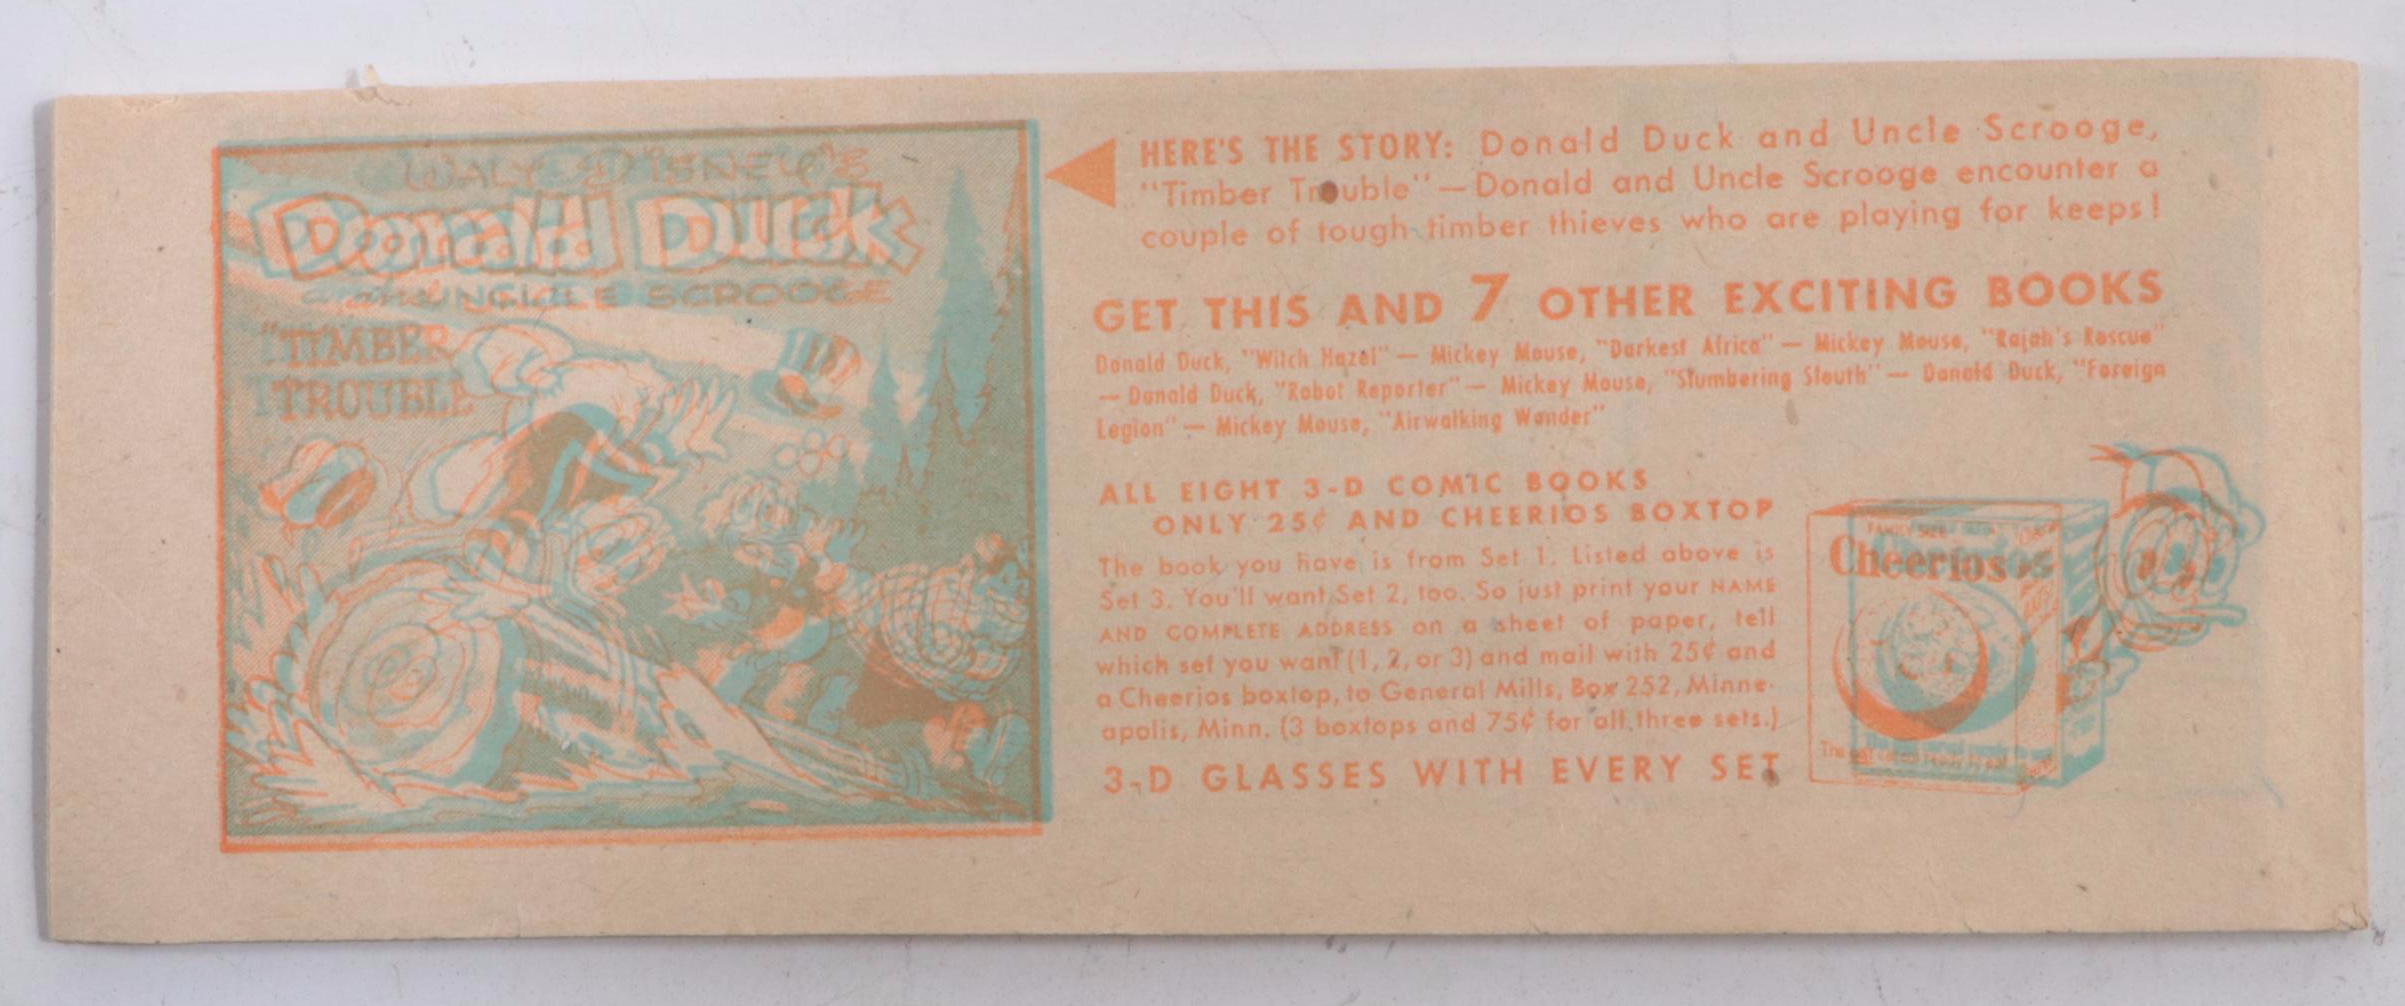 WALT DISNEY'S
Donald Duck
and UNCLE SCROOGE
"TIMBER
TROUBLE"
HERE'S THE STORY: Donald Duck and Uncle Scrooge,
"Timber Trouble"—Donald and Uncle Scrooge encounter a
couple of tough timber thieves who are playing for keeps!
GET THIS AND 7 OTHER EXCITING BOOKS
Donald Duck, "Witch Hazel" — Mickey Mouse, "Darkest Africa" — Mickey Mouse, "Rajah's Rescue"
— Donald Duck, "Robot Reporter" — Mickey Mouse, "Slumbering Sleuth" — Donald Duck, "Foreign
Legion" — Mickey Mouse, "Airwalking Wonder"
ALL EIGHT 3-D COMIC BOOKS
ONLY 25¢ AND CHEERIOS BOXTOP
The book you have is from Set 1. Listed above is
Set 3. You'll want Set 2, too. So just print your NAME
AND COMPLETE ADDRESS on a sheet of paper, tell
which set you want (1, 2, or 3) and mail with 25¢ and
a Cheerios boxtop, to General Mills, Box 252, Minne-
apolis, Minn. (3 boxtops and 75¢ for all three sets.)
3-D GLASSES WITH EVERY SET
FAMILY SIZE
Cheerios